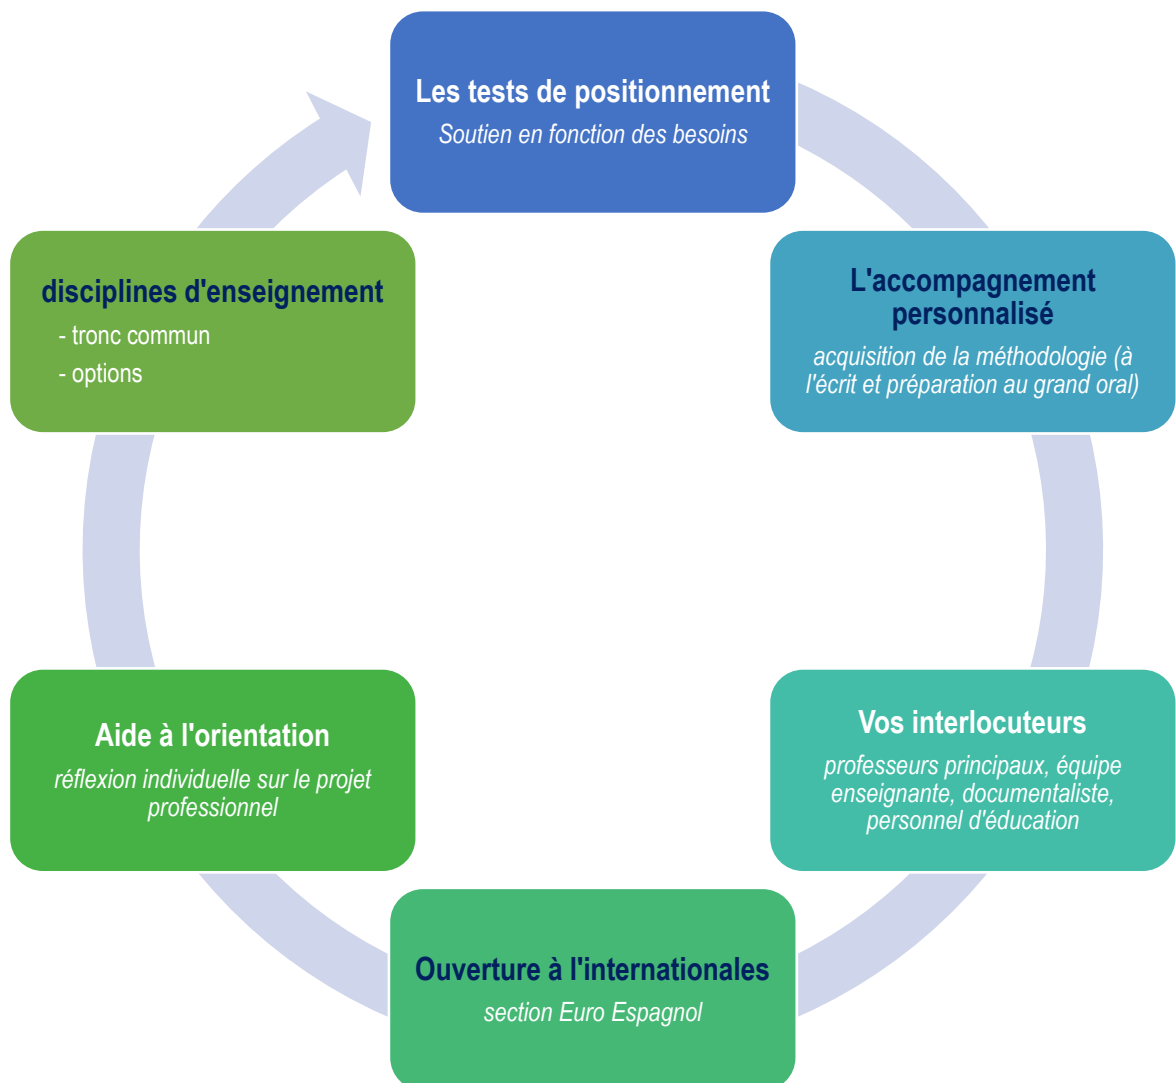 Les tests de positionnement
Soutien en fonction des besoins
L'accompagnement
personnalisé
acquisition de la méthodologie (à
l'écrit et préparation au grand oral)
Vos interlocuteurs
professeurs principaux, équipe
enseignante, documentaliste,
personnel d'éducation
Ouverture à l'internationales
section Euro Espagnol
Aide à l'orientation
réflexion individuelle sur le projet
professionnel
disciplines d'enseignement
- tronc commun
- options